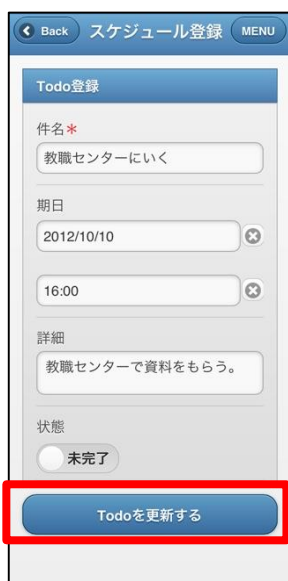 Back スケジュール登録 MENU
Todo登録
件名*
教職センターにいく
期日
2012/10/10
16:00
詳細
教職センターで資料をもらう。
状態
未完了
Todoを更新する